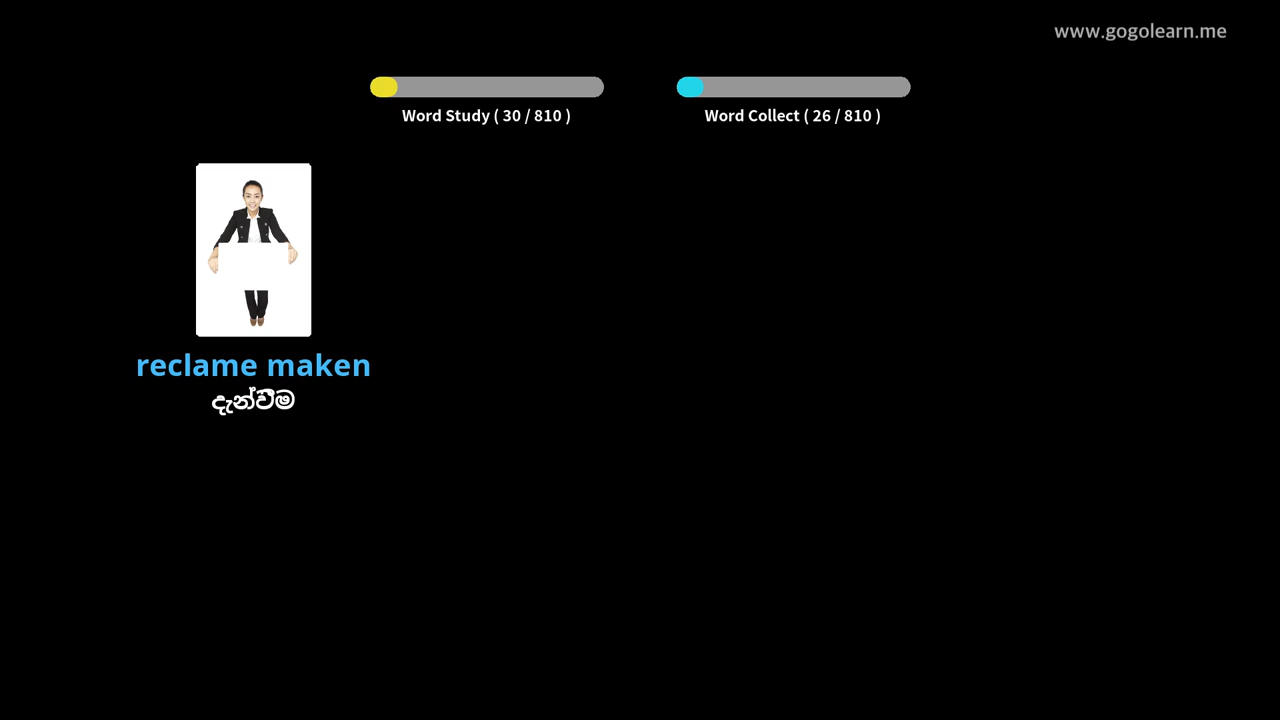 www.gogolearn.me
Word Study ( 30 / 810 )
Word Collect ( 26 / 810 )
reclame maken
දැන්වීම